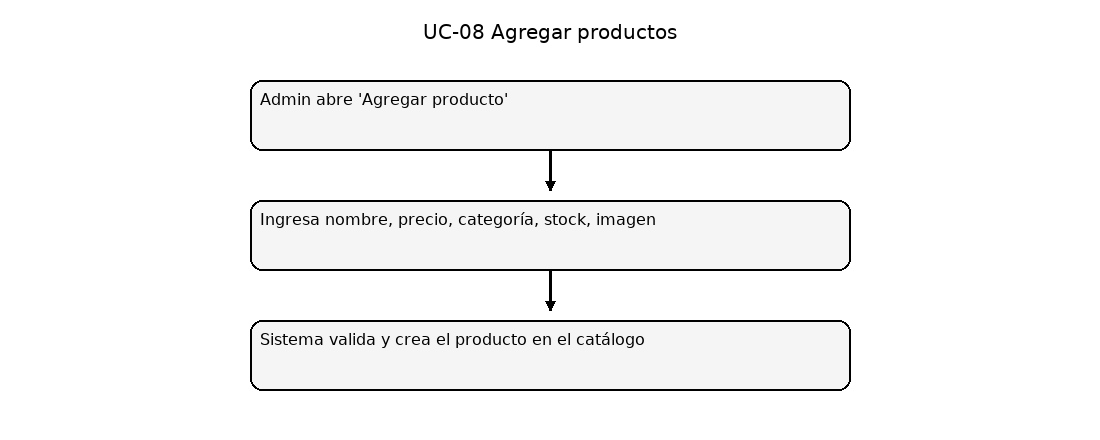 UC-08 Agregar productos
Admin abre 'Agregar producto'
Ingresa nombre, precio, categoría, stock, imagen
Sistema valida y crea el producto en el catálogo